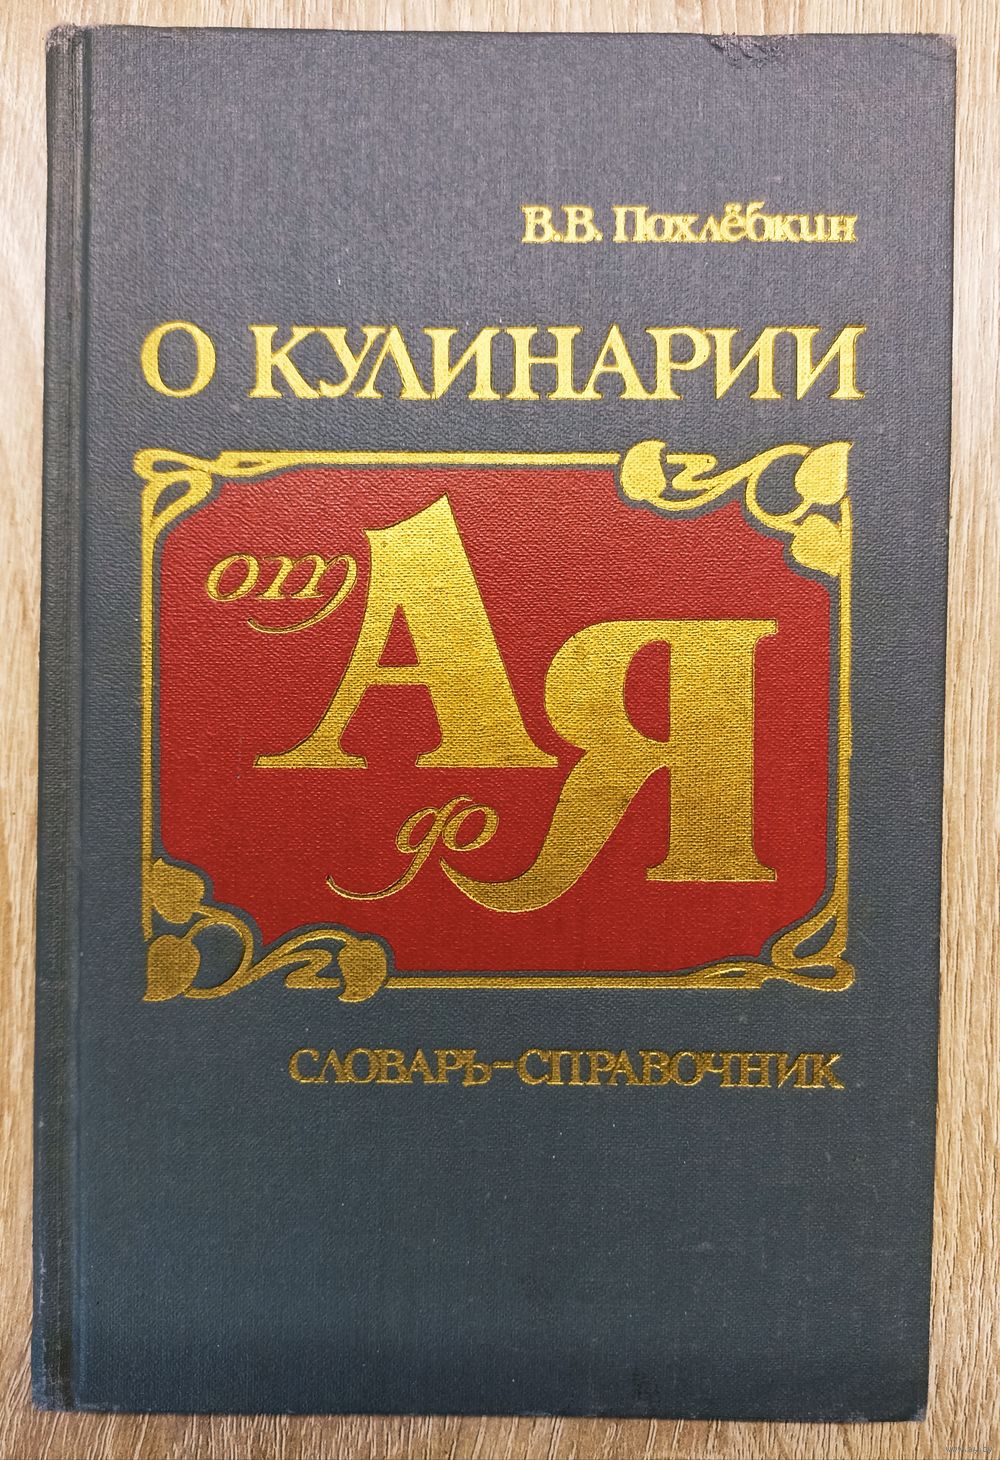 В.В. Похлёбкин
О КУЛИНАРИИ
от А
до Я
СЛОВАРЬ-СПРАВОЧНИК